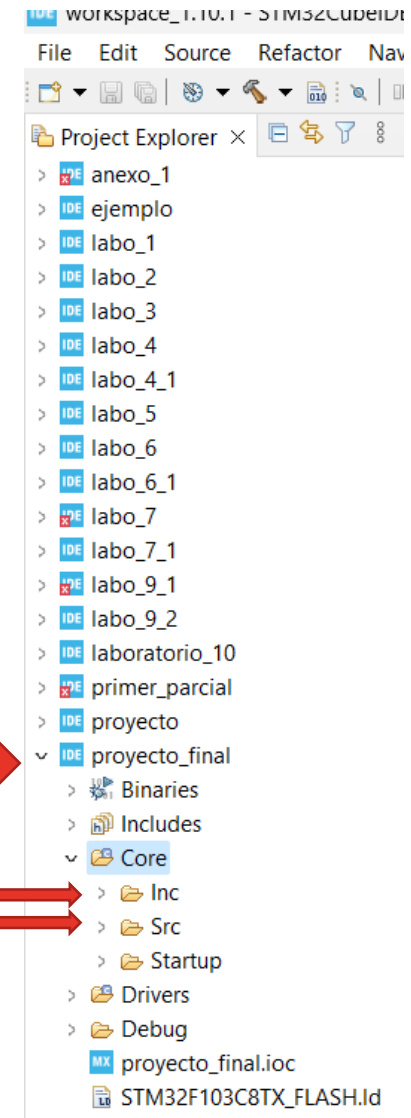 workspace_1.10.1 - STM32CubeIDE
File Edit Source Refactor Nav
Project Explorer
anexo_1
ejemplo
labo_1
labo_2
labo_3
labo_4
labo_4_1
labo_5
labo_6
labo_6_1
labo_7
labo_7_1
labo_9_1
labo_9_2
laboratorio_10
primer_parcial
proyecto
proyecto_final
Binaries
Includes
Core
Inc
Src
Startup
Drivers
Debug
proyecto_final.ioc
STM32F103C8TX_FLASH.ld